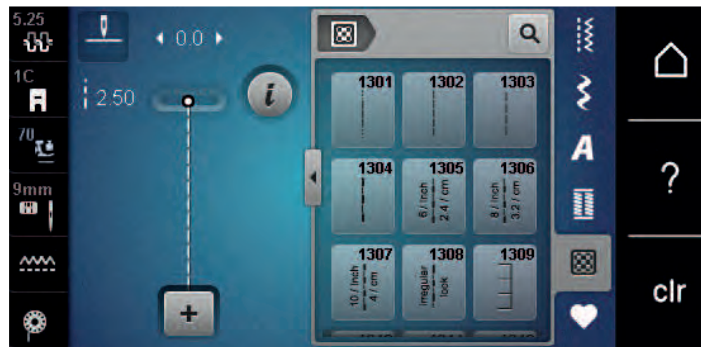 5.25
0.0
1C
2.50
i
70
9mm
1301 1302 1303
1304 1305 1306
6 / Inch
2.4 / cm
8 / Inch
3.2 / cm
1307 1308 1309
10 / Inch
4 / cm
irregular
look
A
?
clr